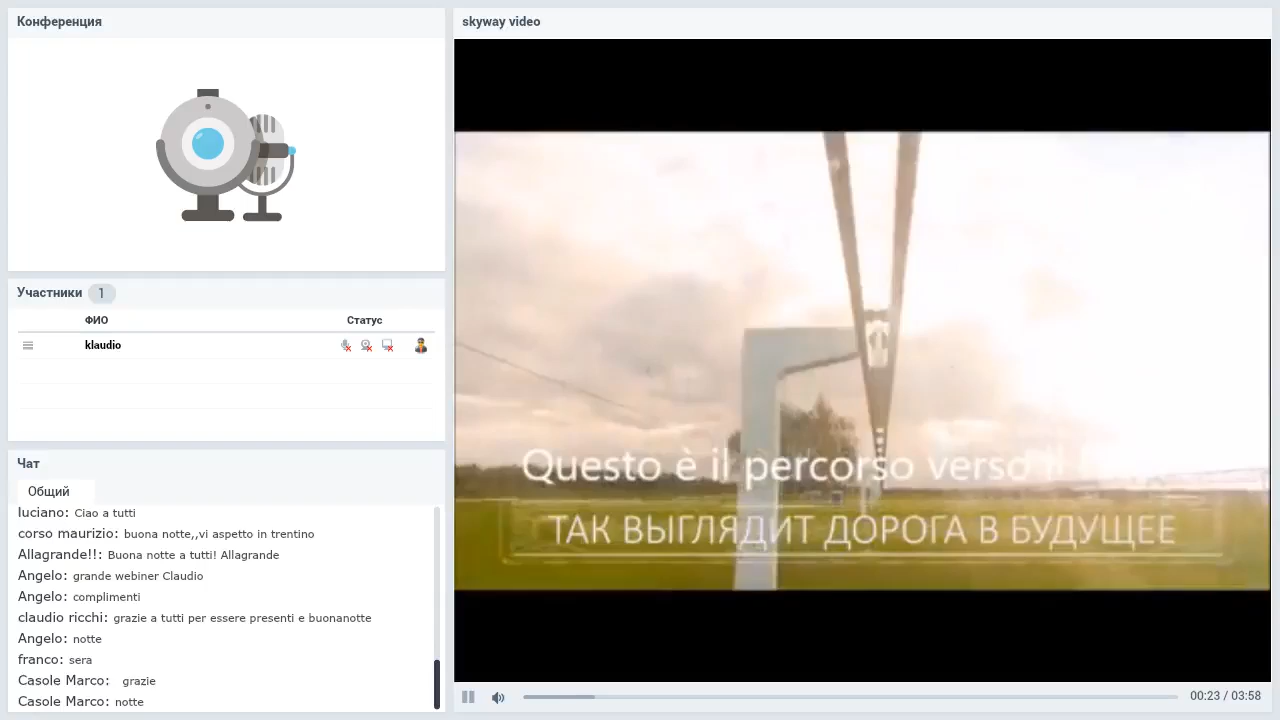 Конференция
Участники 1
ФИО Статус
klaudio
Чат
Общий
luciano: Ciao a tutti
corso maurizio: buona notte,,vi aspetto in trentino
Allagrande!!: Buona notte a tutti! Allagrande
Angelo: grande webiner Claudio
Angelo: complimenti
claudio ricchi: grazie a tutti per essere presenti e buonanotte
Angelo: notte
franco: sera
Casole Marco: grazie
Casole Marco: notte
skyway video
Questo è il percorso verso
ТАК ВЫГЛЯДИТ ДОРОГА В БУДУЩЕЕ
00:23 / 03:58